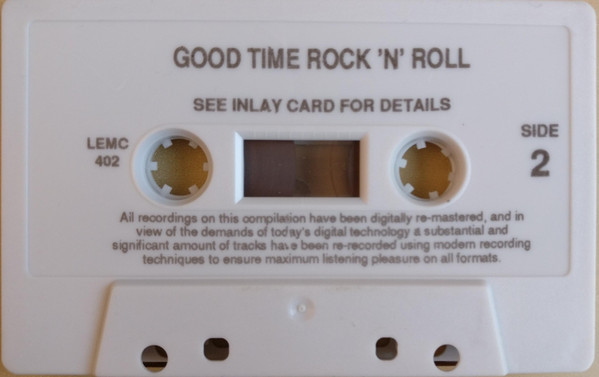 GOOD TIME ROCK 'N' ROLL
SEE INLAY CARD FOR DETAILS
LEMC
402
SIDE
2
All recordings on this compilation have been digitally re-mastered, and in
view of the demands of today's digital technology a substantial and
significant amount of tracks have been re-recorded using modern recording
techniques to ensure maximum listening pleasure on all formats.